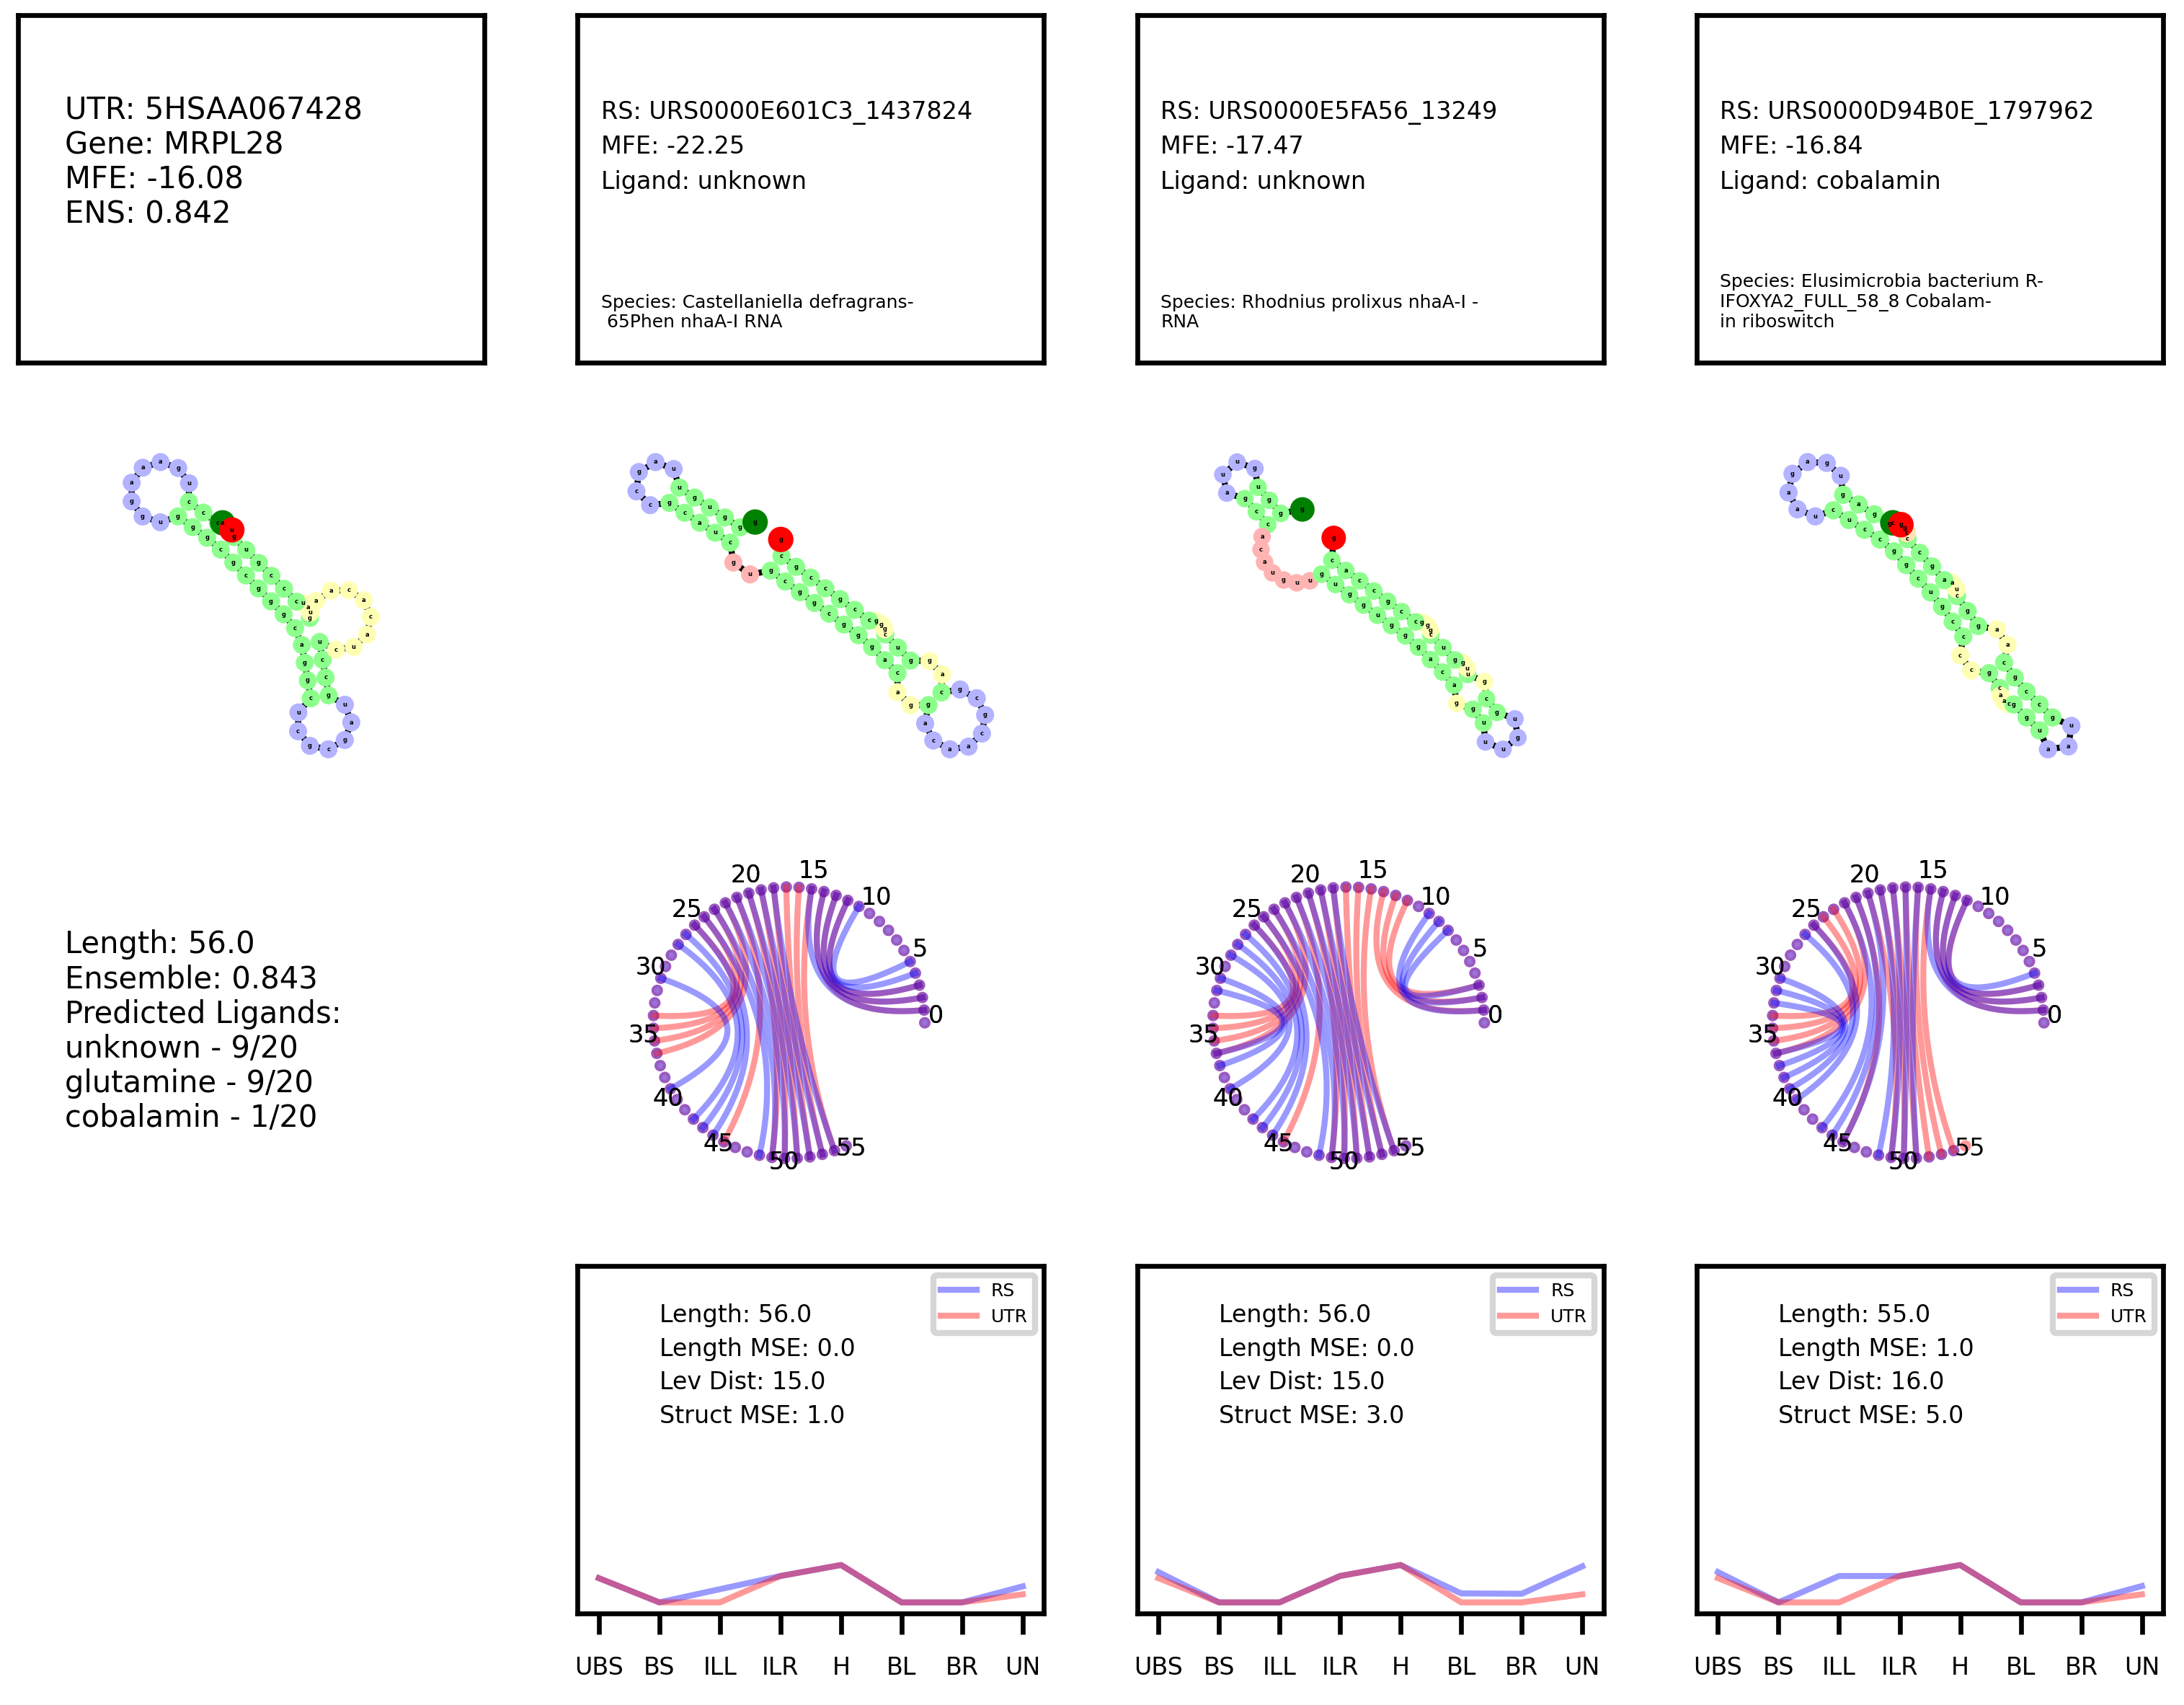 UTR: 5HSAA067428
Gene: MRPL28
MFE: -16.08
ENS: 0.842
RS: URS0000E601C3_1437824
MFE: -22.25
Ligand: unknown
Species: Castellaniella defragrans-
65Phen nhaA-I RNA
RS: URS0000E5FA56_13249
MFE: -17.47
Ligand: unknown
Species: Rhodnius prolixus nhaA-I -
RNA
RS: URS0000D94B0E_1797962
MFE: -16.84
Ligand: cobalamin
Species: Elusimicrobia bacterium R-
IFOXYA2_FULL_58_8 Cobalam-
in riboswitch
Length: 56.0
Ensemble: 0.843
Predicted Ligands:
unknown - 9/20
glutamine - 9/20
cobalamin - 1/20
0
5
10
15
20
25
30
35
40
45
50
55
0
5
10
15
20
25
30
35
40
45
50
55
0
5
10
15
20
25
30
35
40
45
50
55
RS
UTR
Length: 56.0
Length MSE: 0.0
Lev Dist: 15.0
Struct MSE: 1.0
UBS BS ILL ILR H BL BR UN
RS
UTR
Length: 56.0
Length MSE: 0.0
Lev Dist: 15.0
Struct MSE: 3.0
UBS BS ILL ILR H BL BR UN
RS
UTR
Length: 55.0
Length MSE: 1.0
Lev Dist: 16.0
Struct MSE: 5.0
UBS BS ILL ILR H BL BR UN